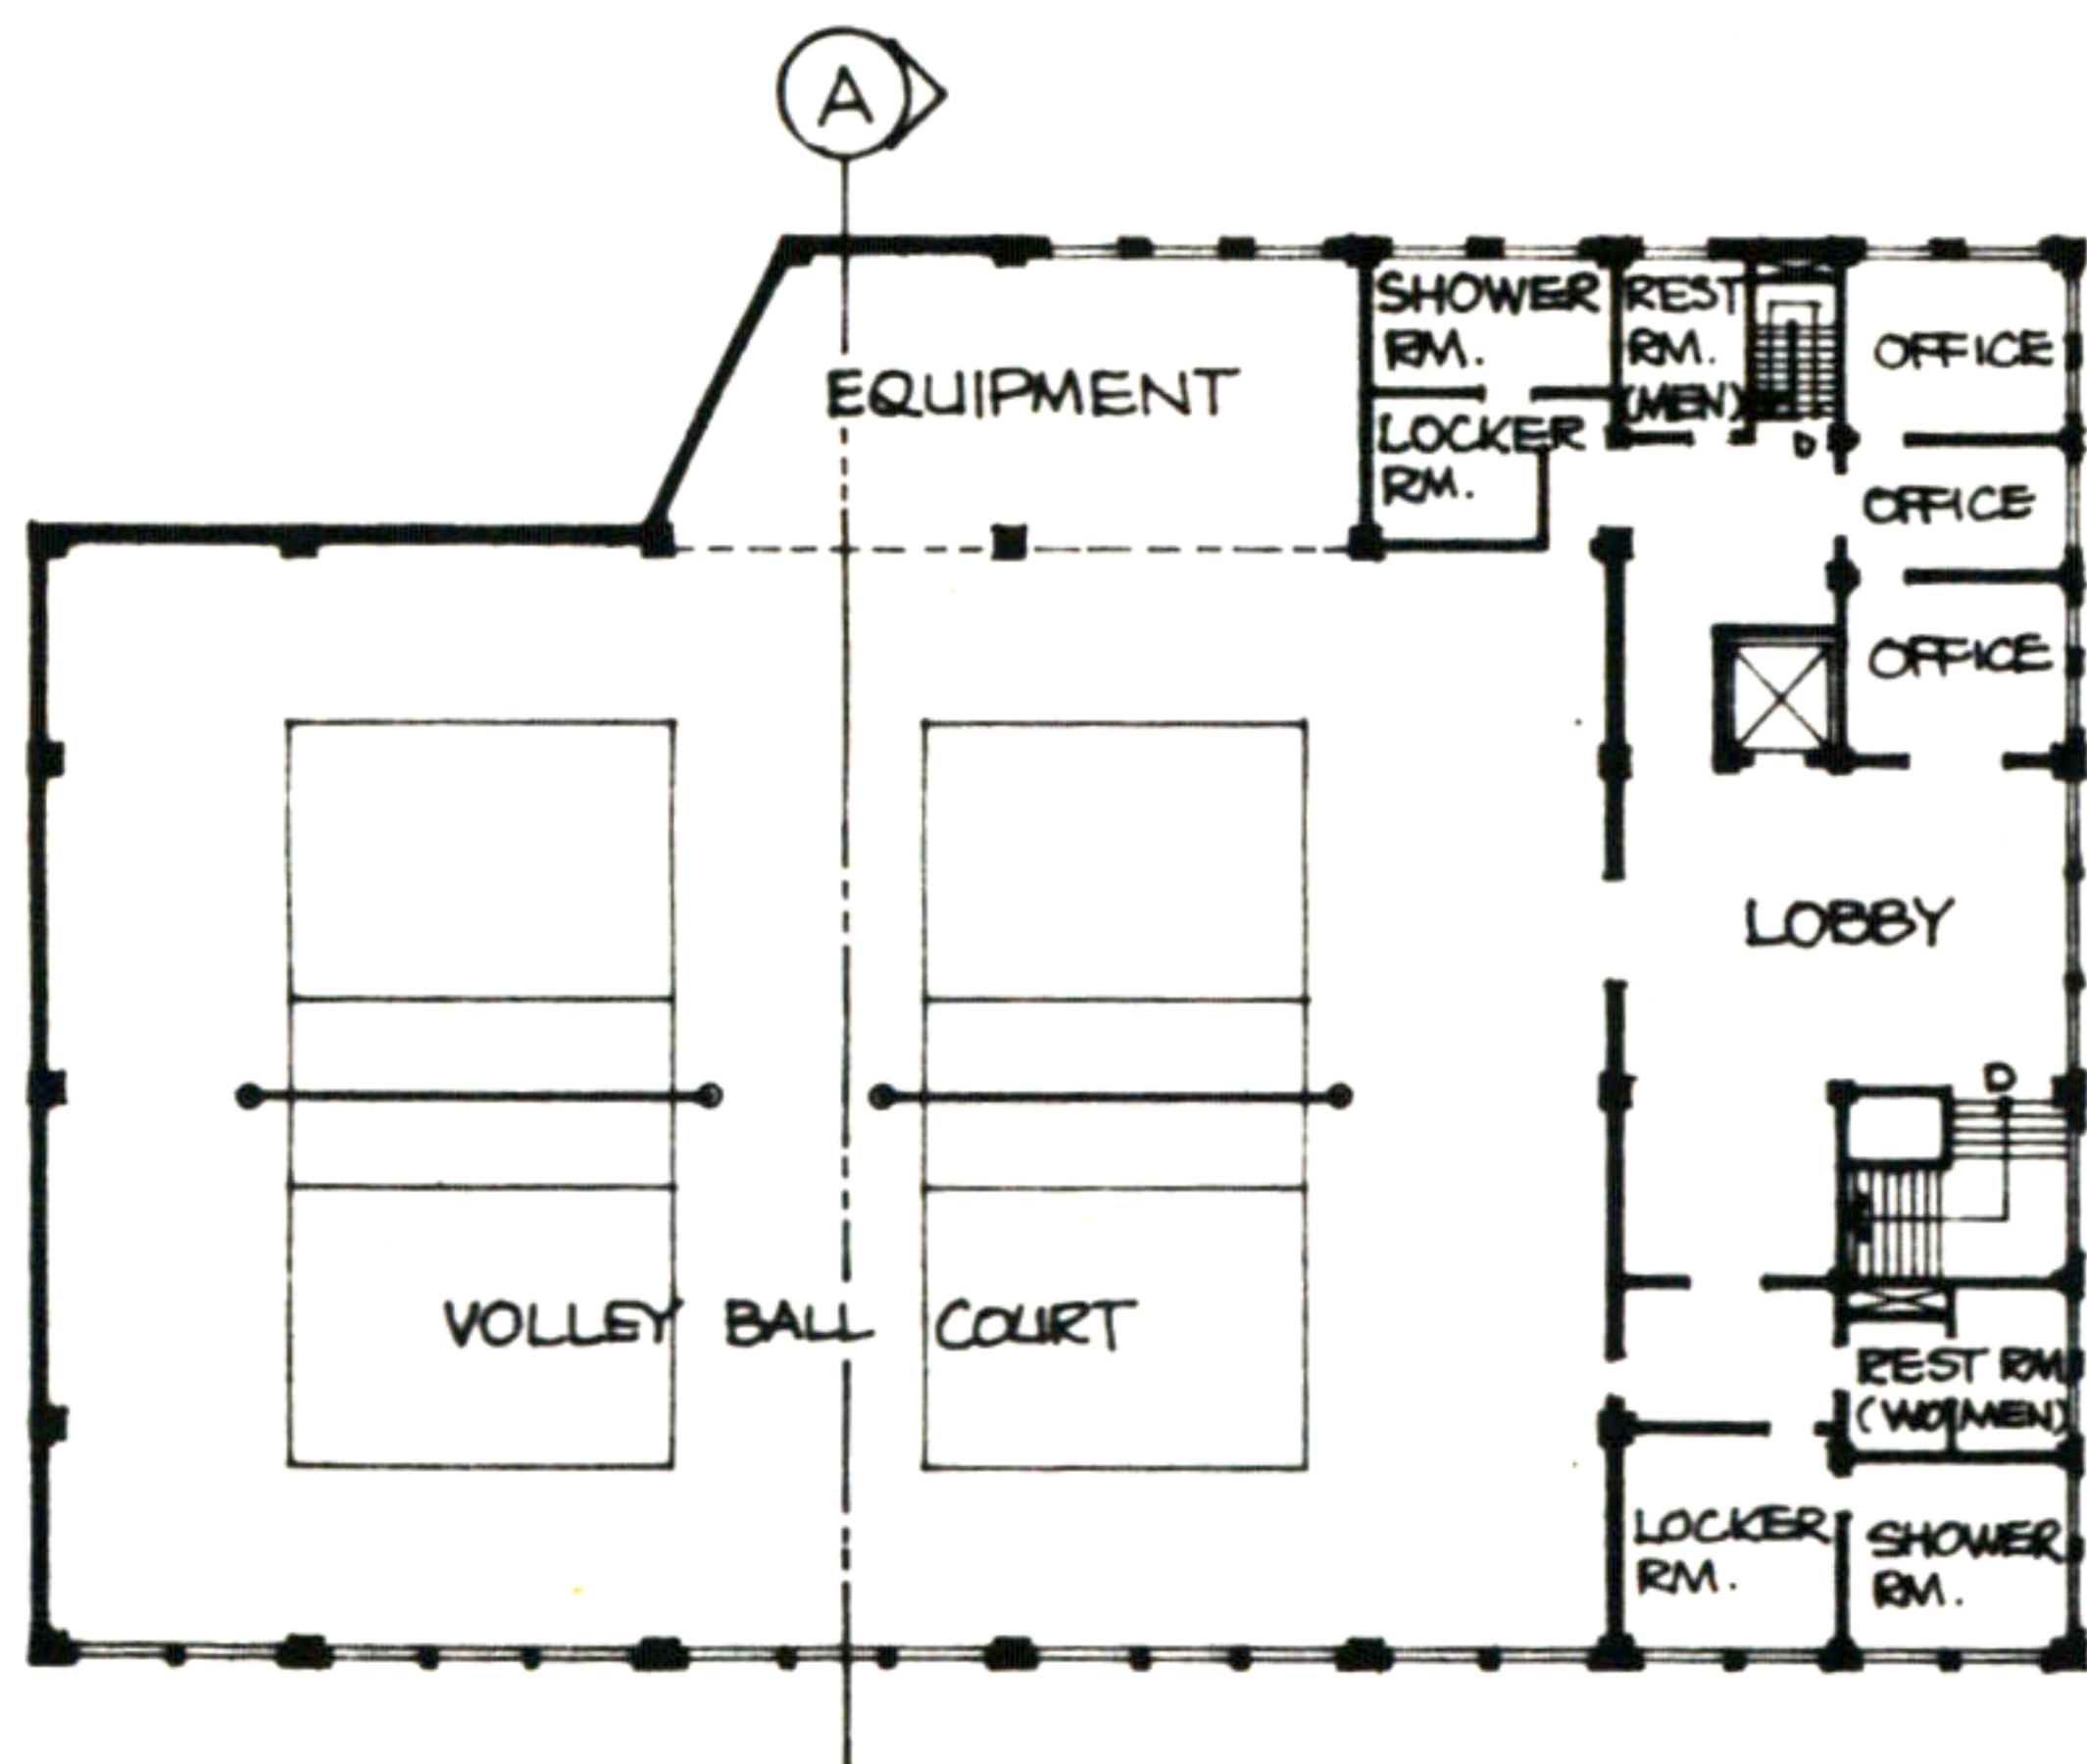 A
SHOWER
RM.
REST
RM.
(MEN)
OFFICE
EQUIPMENT
LOCKER
RM.
D
OFFICE
OFFICE
LOBBY
D
VOLLEY BALL COURT
REST RM
(WOMEN)
LOCKER
RM.
SHOWER
RM.